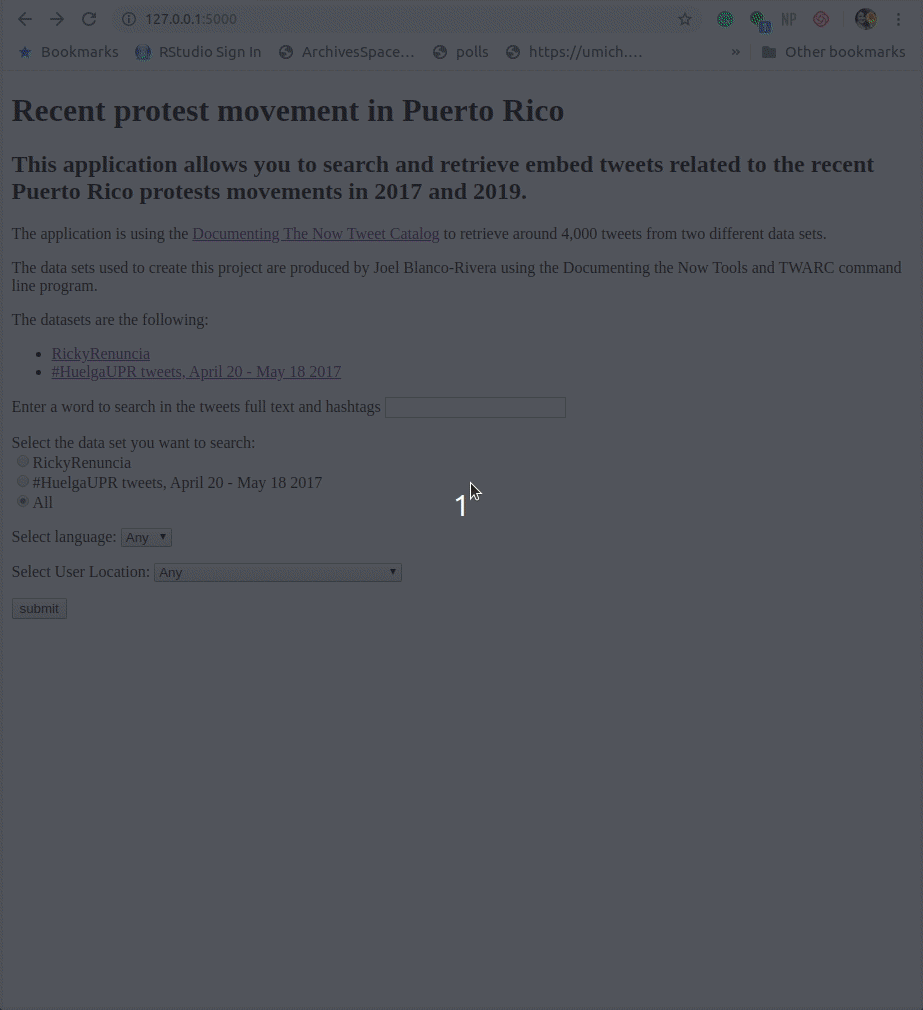 127.0.0.1:5000
NP
Bookmarks RStudio Sign In ArchivesSpace... polls https://umich.... » Other bookmarks
Recent protest movement in Puerto Rico
This application allows you to search and retrieve embed tweets related to the recent
Puerto Rico protests movements in 2017 and 2019.
The application is using the Documenting The Now Tweet Catalog to retrieve around 4,000 tweets from two different data sets.
The data sets used to create this project are produced by Joel Blanco-Rivera using the Documenting the Now Tools and TWARC command
line program.
The datasets are the following:
RickyRenuncia
#HuelgaUPR tweets, April 20 - May 18 2017
Enter a word to search in the tweets full text and hashtags
Select the data set you want to search:
RickyRenuncia
#HuelgaUPR tweets, April 20 - May 18 2017
All
1
Select language: Any
Select User Location: Any
submit